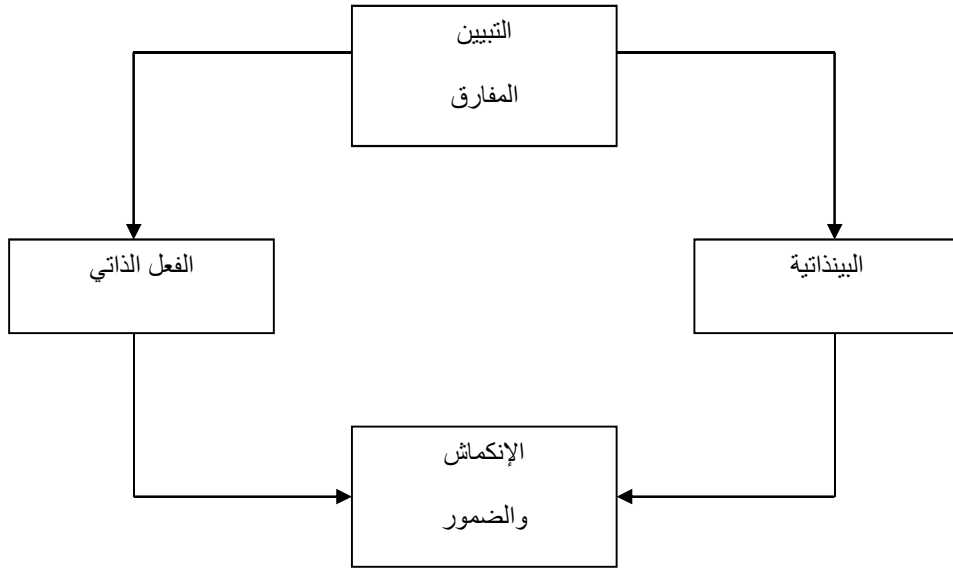 التبيين
المفارق
البينذاتية
الفعل الذاتي
الإنكماش
والضمور